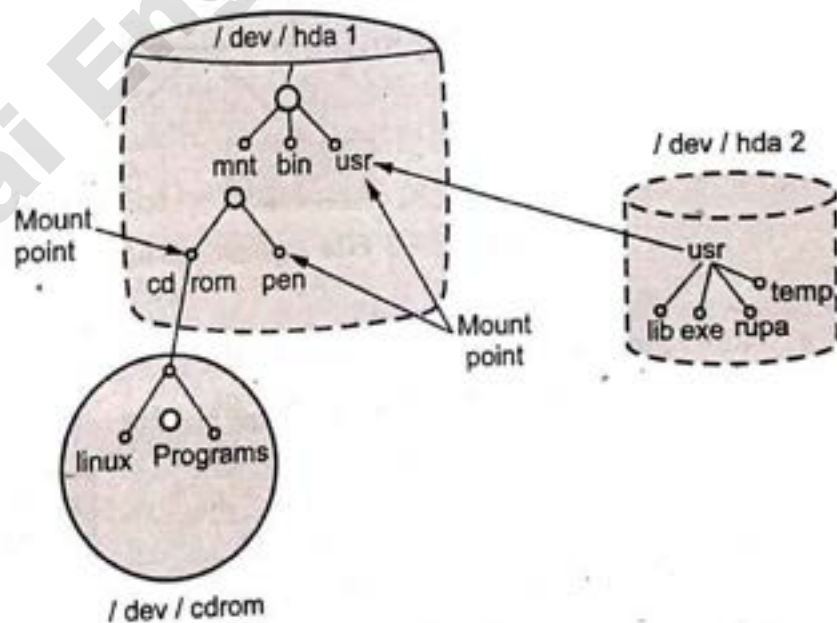 / dev / hda 1
mnt bin usr
Mount
point
cd rom pen
Mount
point
/ dev / hda 2
usr
temp
lib exe rupa
linux Programs
/ dev / cdrom